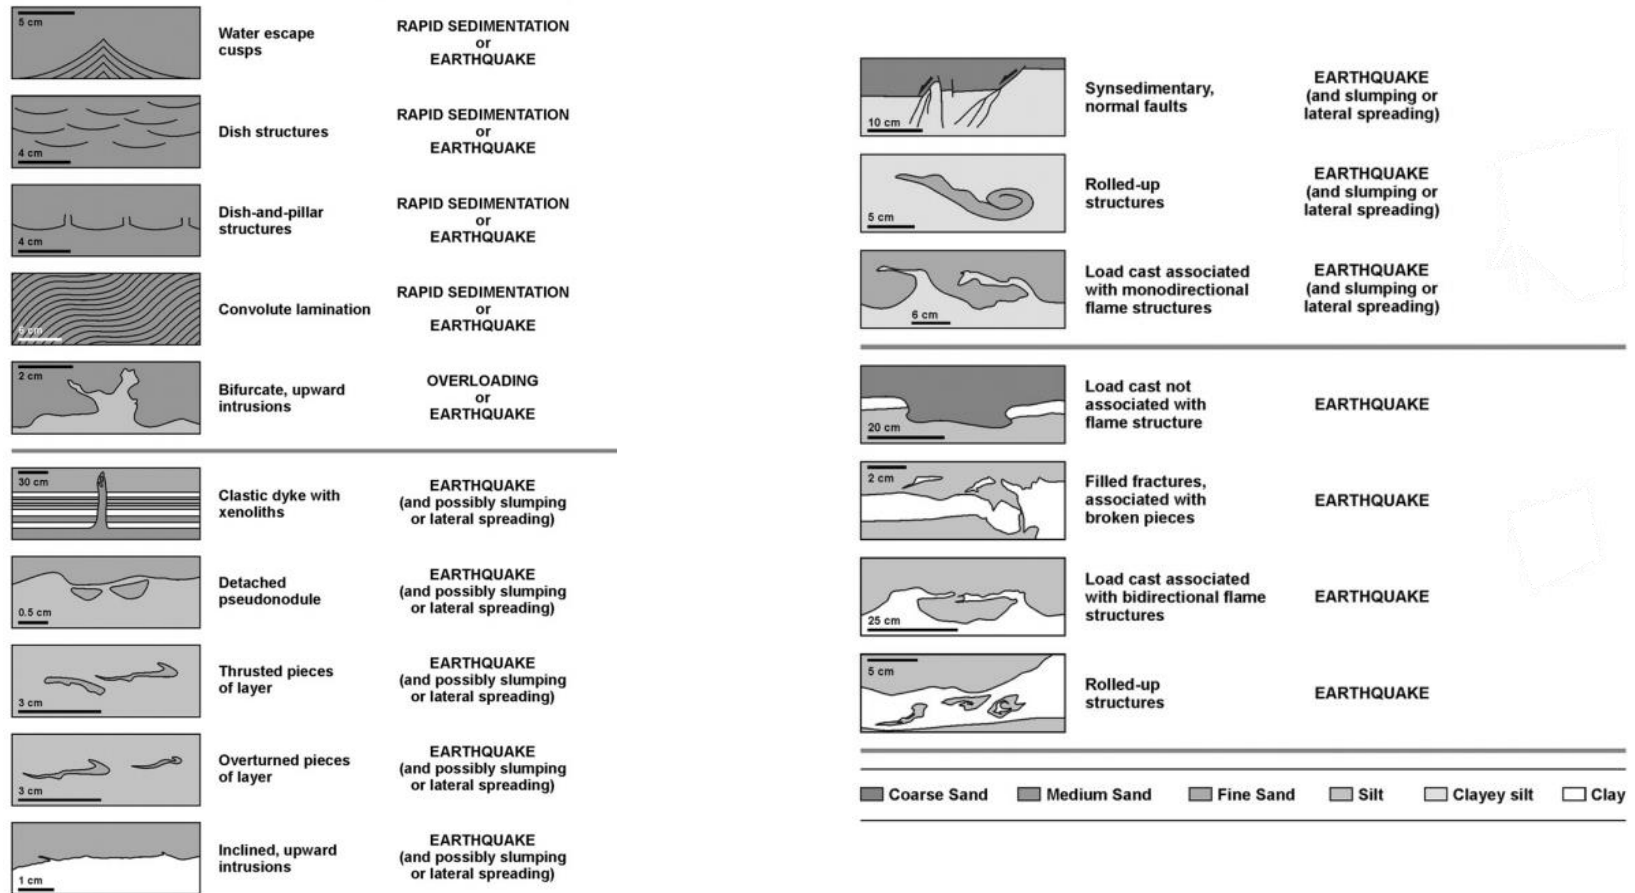 5 cm
Water escape
cusps
RAPID SEDIMENTATION
or
EARTHQUAKE
4 cm
Dish structures
RAPID SEDIMENTATION
or
EARTHQUAKE
4 cm
Dish-and-pillar
structures
RAPID SEDIMENTATION
or
EARTHQUAKE
6 cm
Convolute lamination
RAPID SEDIMENTATION
or
EARTHQUAKE
2 cm
Bifurcate, upward
intrusions
OVERLOADING
or
EARTHQUAKE
30 cm
Clastic dyke with
xenoliths
EARTHQUAKE
(and possibly slumping
or lateral spreading)
0.5 cm
Detached
pseudonodule
EARTHQUAKE
(and possibly slumping
or lateral spreading)
3 cm
Thrusted pieces
of layer
EARTHQUAKE
(and possibly slumping
or lateral spreading)
3 cm
Overturned pieces
of layer
EARTHQUAKE
(and possibly slumping
or lateral spreading)
1 cm
Inclined, upward
intrusions
EARTHQUAKE
(and possibly slumping
or lateral spreading)
10 cm
Synsedimentary,
normal faults
EARTHQUAKE
(and slumping or
lateral spreading)
5 cm
Rolled-up
structures
EARTHQUAKE
(and slumping or
lateral spreading)
6 cm
Load cast associated
with monodirectional
flame structures
EARTHQUAKE
(and slumping or
lateral spreading)
20 cm
Load cast not
associated with
flame structure
EARTHQUAKE
2 cm
Filled fractures,
associated with
broken pieces
EARTHQUAKE
25 cm
Load cast associated
with bidirectional flame
structures
EARTHQUAKE
5 cm
Rolled-up
structures
EARTHQUAKE
Coarse Sand Medium Sand Fine Sand Silt Clayey silt Clay